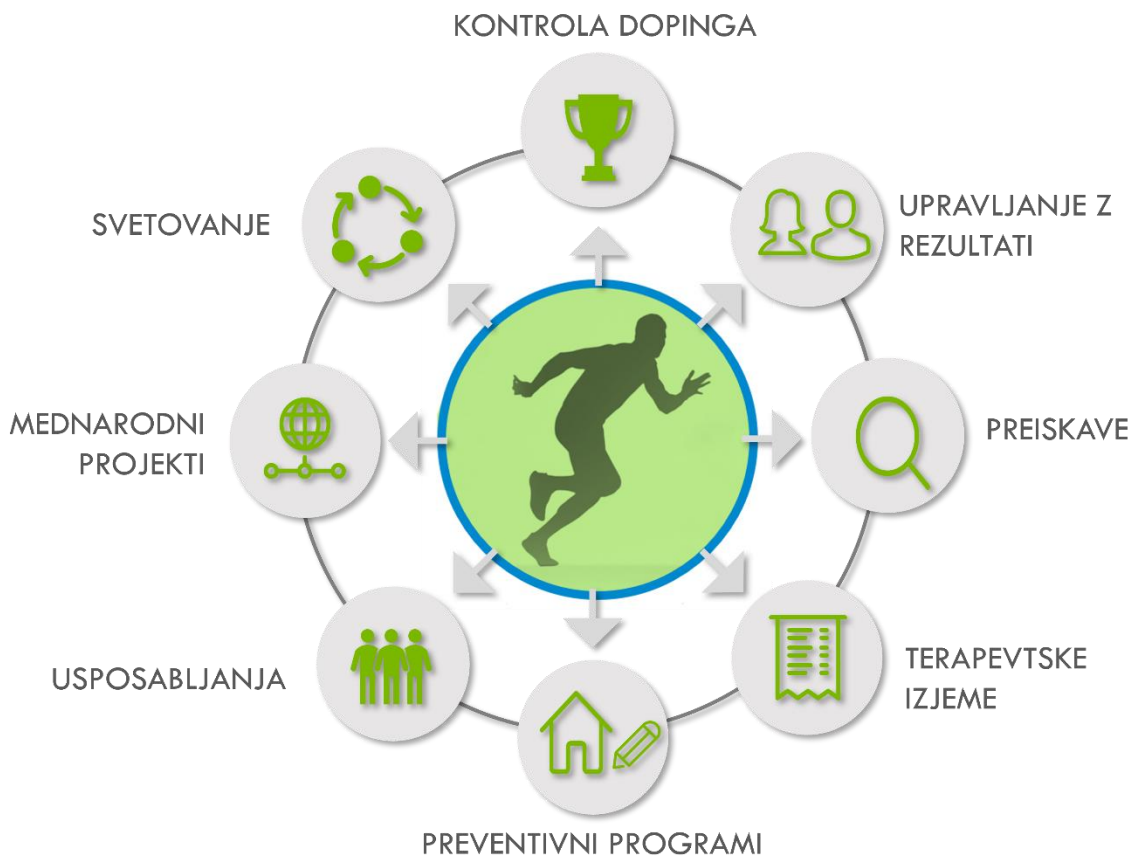 KONTROLA DOPINGA
UPRAVLJANJE Z
REZULTATI
PREISKAVE
TERAPEVTSKE
IZJEME
PREVENTIVNI PROGRAMI
USPOSABLJANJA
MEDNARODNI
PROJEKTI
SVETOVANJE